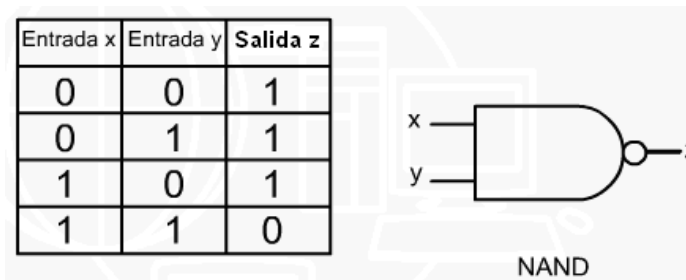 Entrada x Entrada y Salida z
0 0 1
0 1 1
1 0 1
1 1 0
x
y
NAND